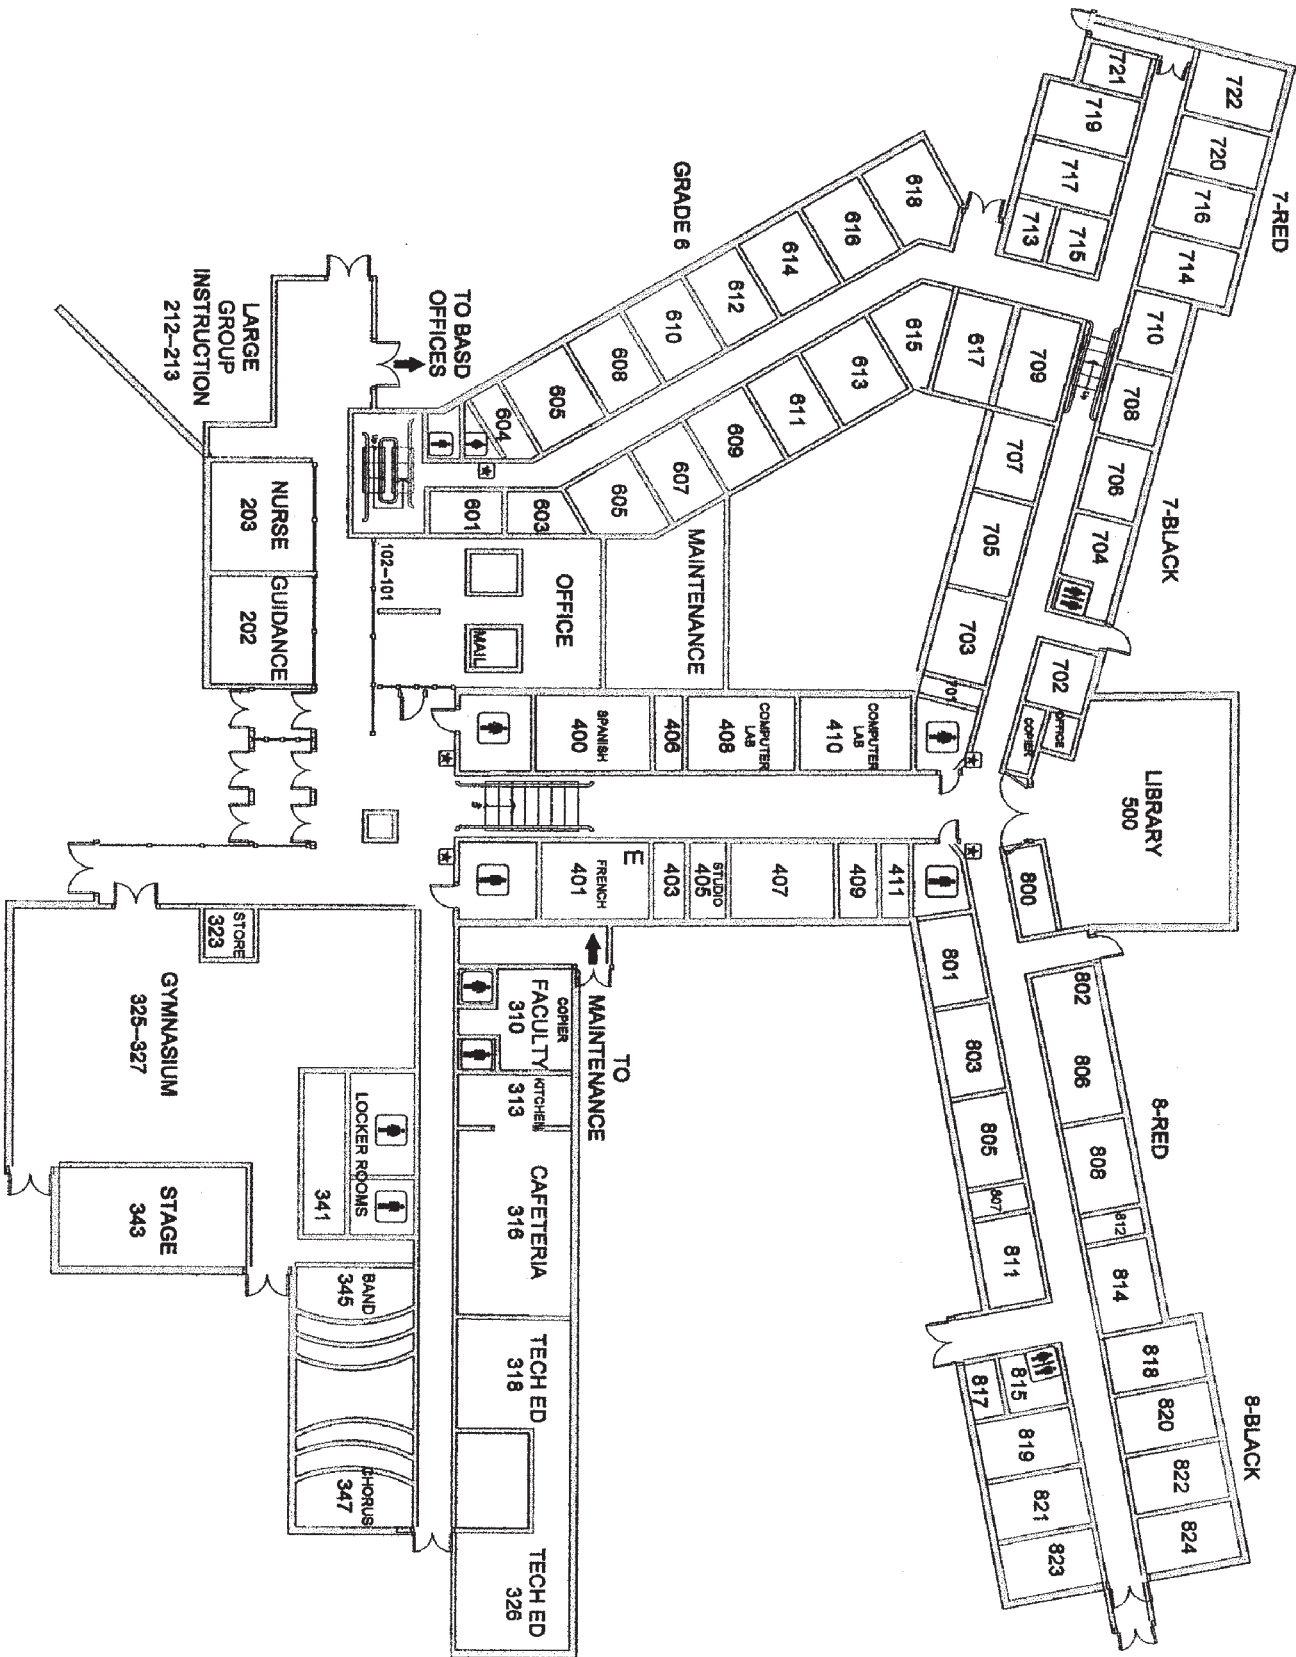 722
720
716
714
721
719
717
713
715
7-RED
710
708
706
704
7-BLACK
709
707
705
703
701
702
OFFICE
COPIER
LIBRARY
500
800
GRADE 6
618
616
614
612
610
608
605
604
617
615
613
611
609
607
605
603
601
TO BASD
OFFICES
LARGE
GROUP
INSTRUCTION
212–213
NURSE
203
GUIDANCE
202
102–101
OFFICE
MAIL
MAINTENANCE
SPANISH
400
406
COMPUTER
LAB
408
COMPUTER
LAB
410
E
FRENCH
401
403
STUDIO
405
407
409
411
801
803
805
807
811
802
806
808
812
814
8-RED
818
820
822
824
8-BLACK
815
817
819
821
823
TO
MAINTENANCE
COPIER
FACULTY
310
KITCHEN
313
CAFETERIA
316
TECH ED
318
TECH ED
326
STORE
323
GYMNASIUM
325–327
LOCKER ROOMS
341
STAGE
343
BAND
345
CHORUS
347